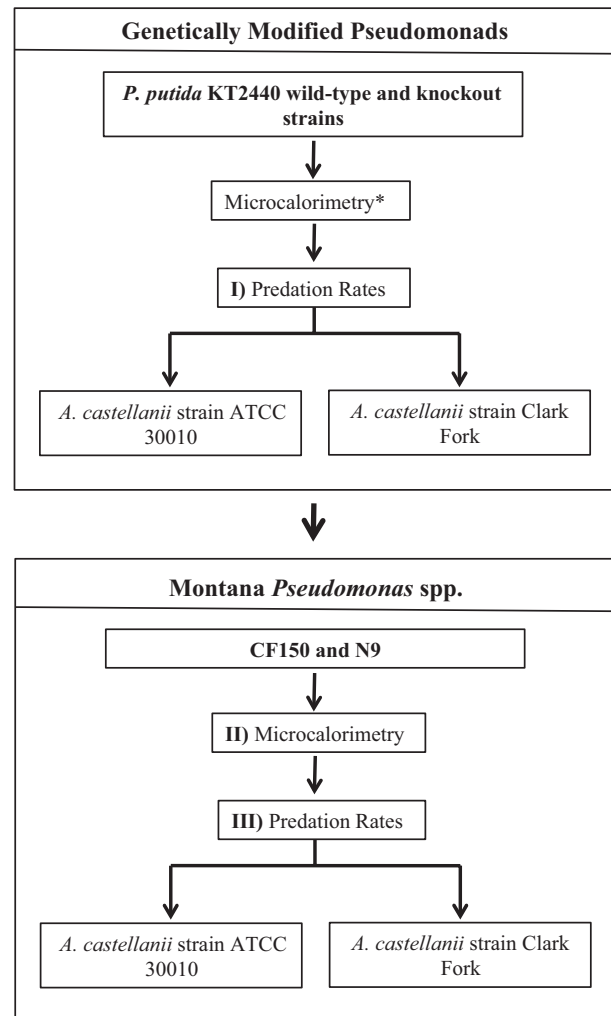 Genetically Modified Pseudomonads
P. putida KT2440 wild-type and knockout
strains
Microcalorimetry*
I) Predation Rates
A. castellanii strain ATCC
30010
A. castellanii strain Clark
Fork
Montana Pseudomonas spp.
CF150 and N9
II) Microcalorimetry
III) Predation Rates
A. castellanii strain ATCC
30010
A. castellanii strain Clark
Fork